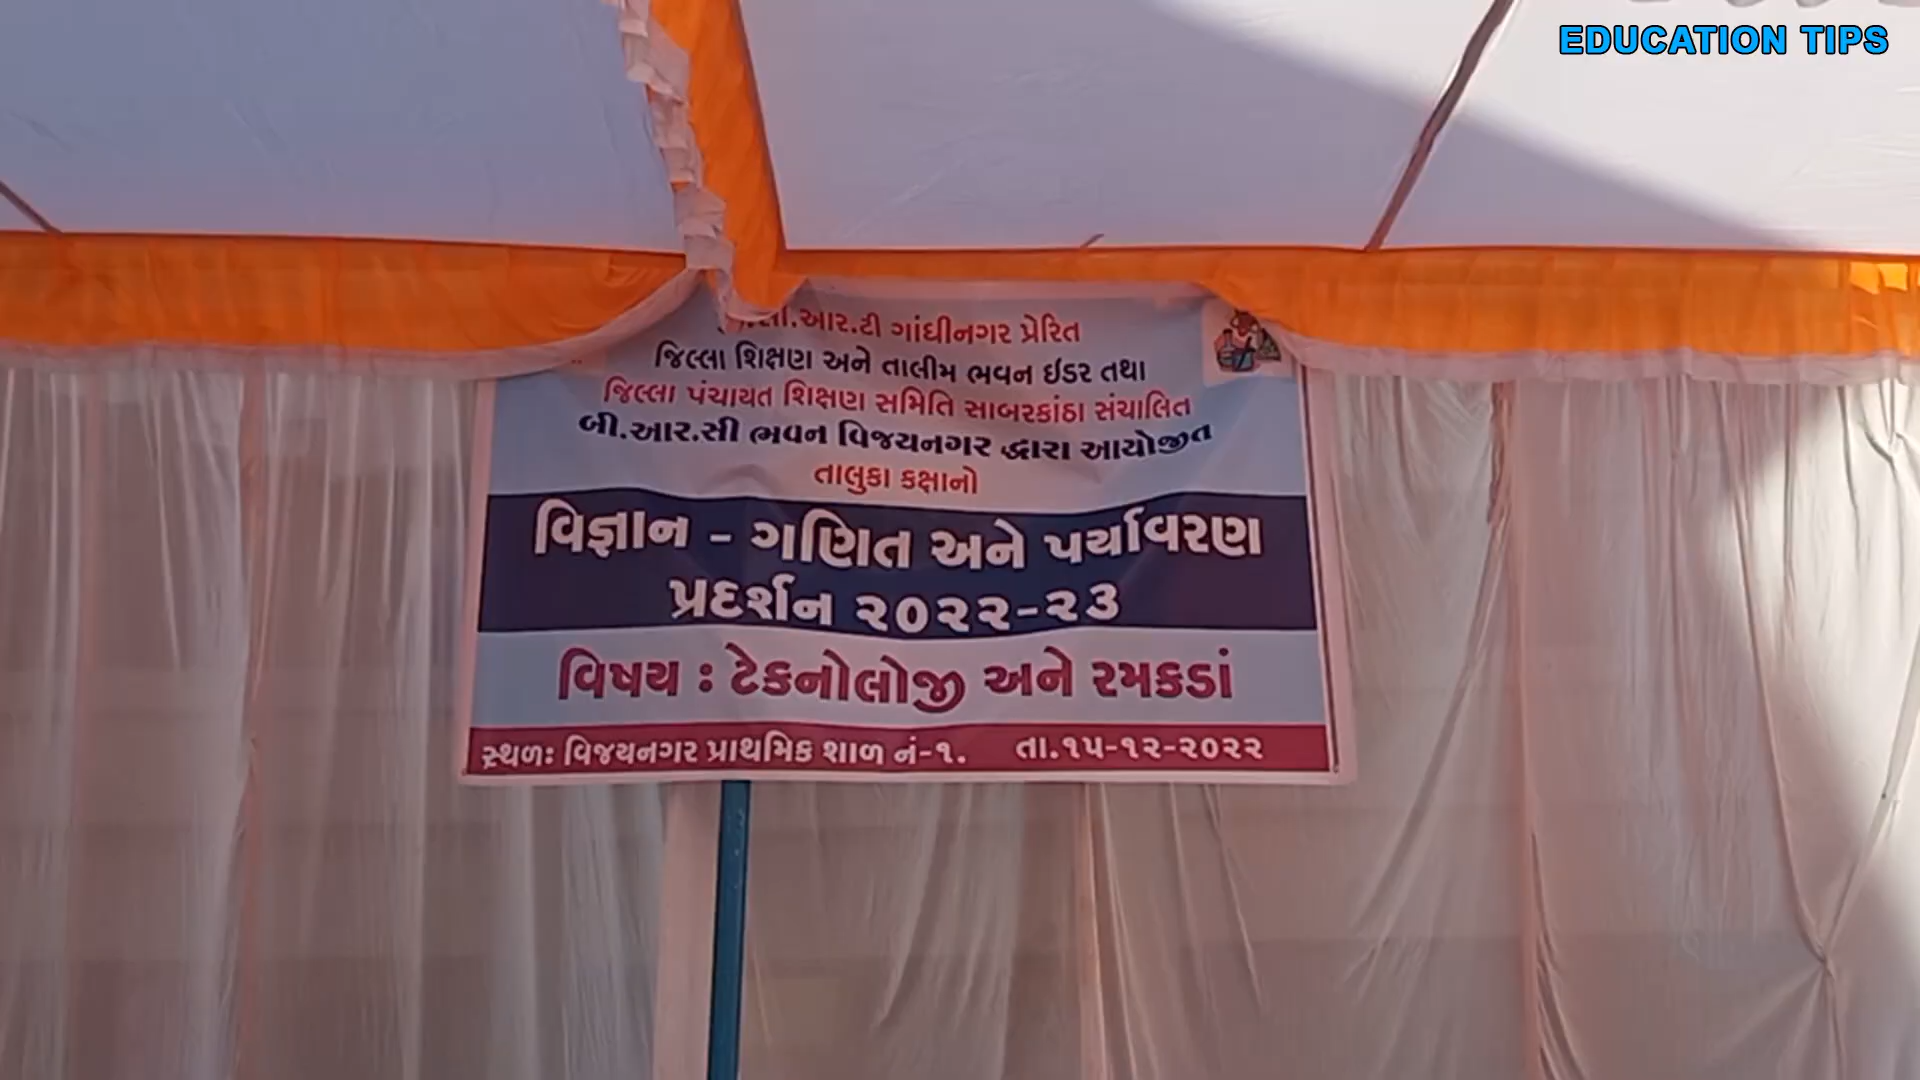 EDUCATION TIPS
આર.ટી ગાંધીનગર પ્રેરિત
જિલ્લા શિક્ષણ અને તાલીમ ભવન ઈડર તથા
જિલ્લા પંચાયત શિક્ષણ સમિતિ સાબરકાંઠા સંચાલિત
બી.આર.સી ભવન વિજયનગર દ્વારા આયોજીત
તાલુકા કક્ષાનો
વિજ્ઞાન - ગણિત અને પર્યાવરણ
પ્રદર્શન ૨૦૨૨-૨૩
વિષય : ટેકનોલોજી અને રમકડાં
સ્થળઃ વિજયનગર પ્રાથમિક શાળ નં-૧. તા.૧૫-૧૨-૨૦૨૨